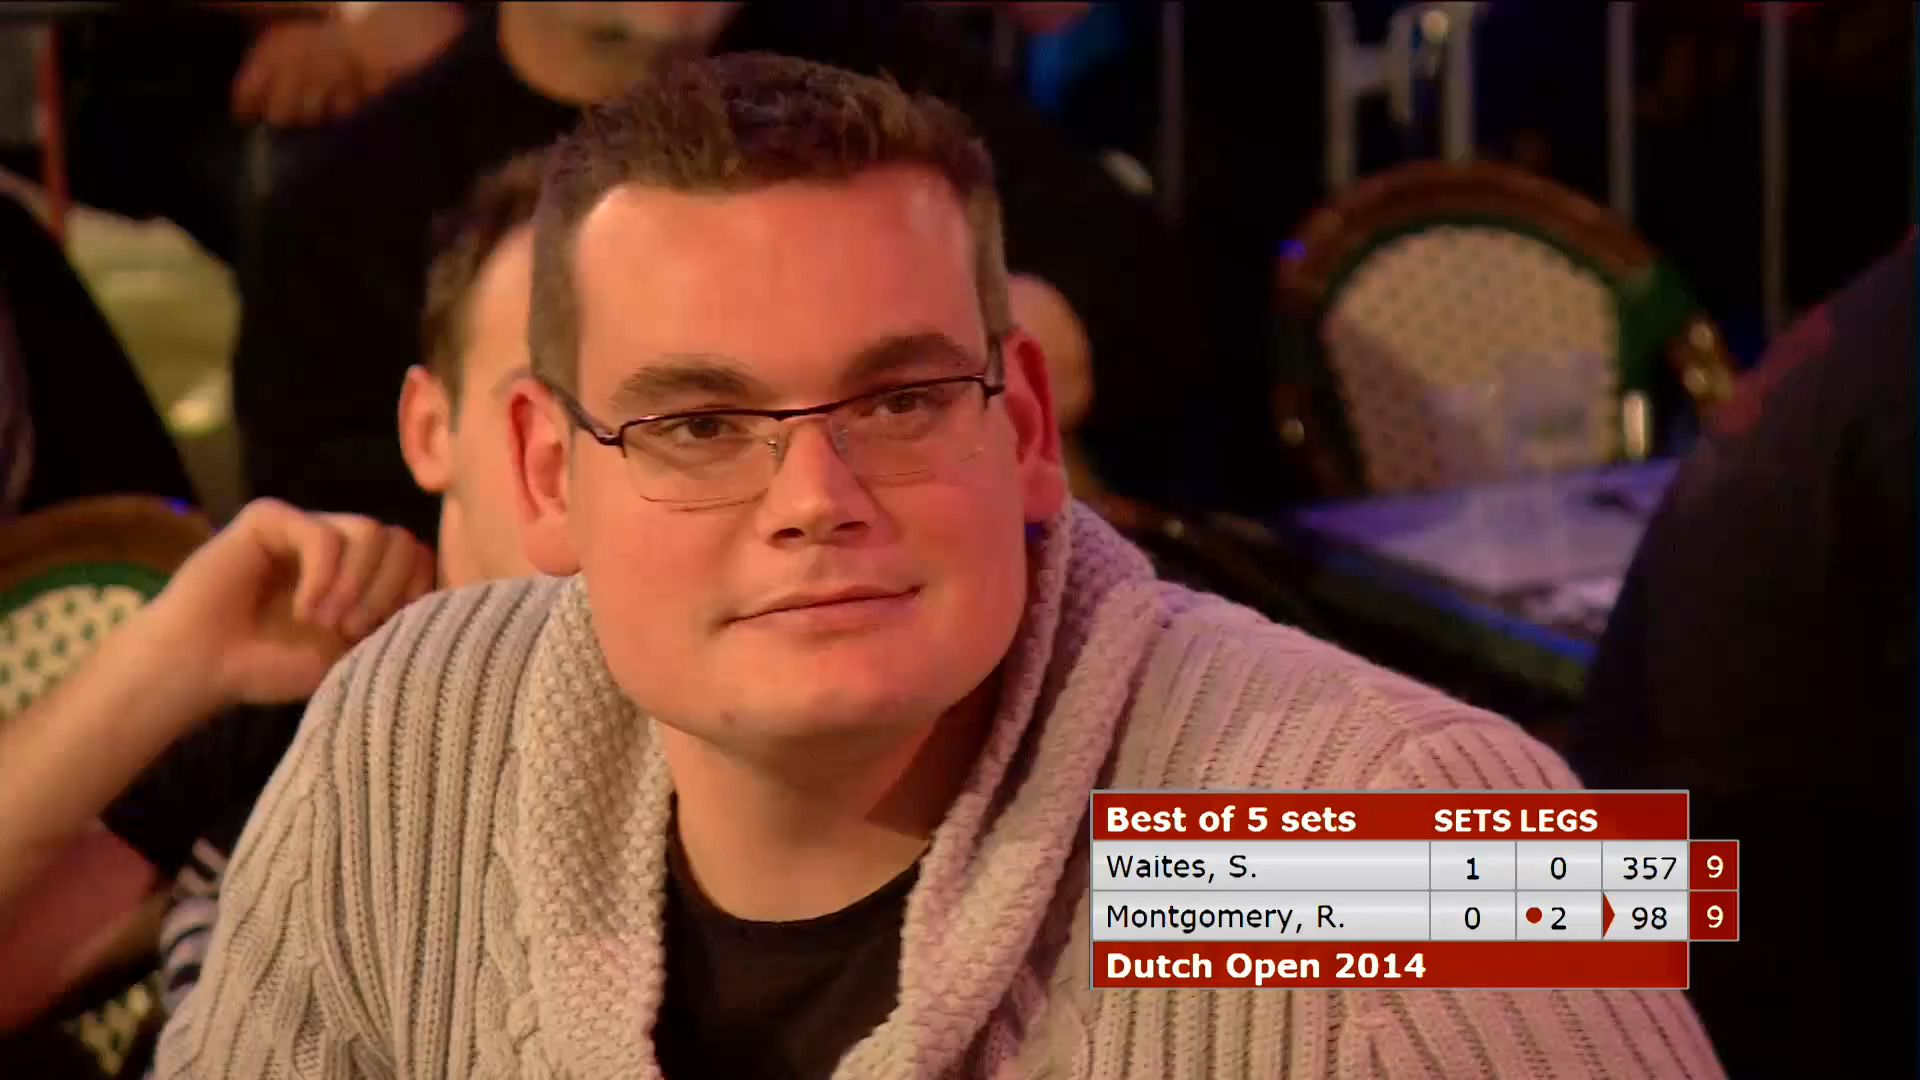 Best of 5 sets SETS LEGS
Waites, S. 1 0 357 9
Montgomery, R. 0 2 98 9
Dutch Open 2014